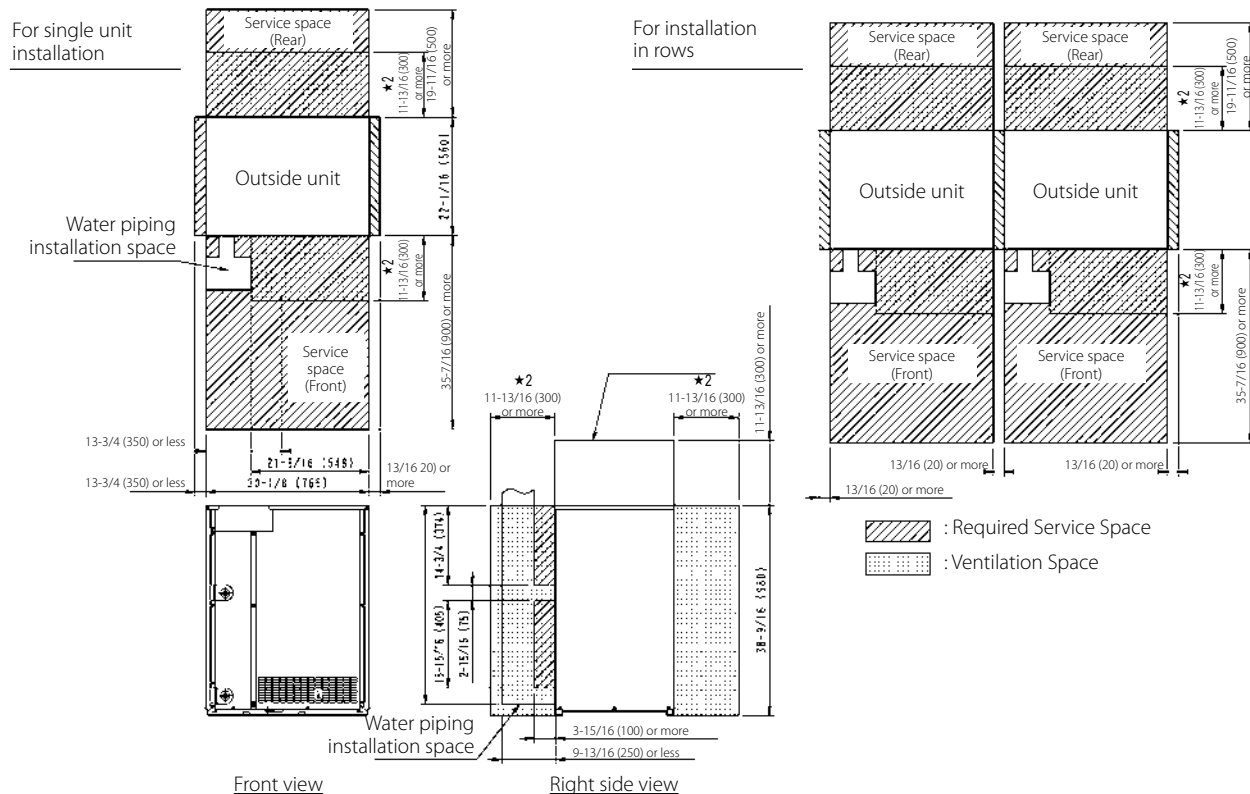 For single unit
installation
Service space
(Rear)
★2
11-13/16 (300)
or more
19-11/16 (500)
or more
Outside unit
22-1/16 (560)
Water piping
installation space
★2
11-13/16 (300)
or more
Service
space
(Front)
35-7/16 (900) or more
13-3/4 (350) or less
13-3/4 (350) or less
30-1/8 (765)
13/16 20) or
more
For installation
in rows
Service space
(Rear)
Service space
(Rear)
★2
11-13/16 (300)
or more
19-11/16 (500)
or more
Outside unit
Outside unit
★2
11-13/16 (300)
or more
Service space
(Front)
Service space
(Front)
35-7/16 (900) or more
13/16 (20) or more
13/16 (20) or more
13/16 (20) or more
: Required Service Space
: Ventilation Space
★2
11-13/16 (300)
or more
★2
11-13/16 (300)
or more
11-13/16 (300) or more
14-3/4 (374)
2-15/16 (75)
(405)
38-9/16 (980)
Water piping
installation space
3-15/16 (100) or more
9-13/16 (250) or less
Front view
Right side view